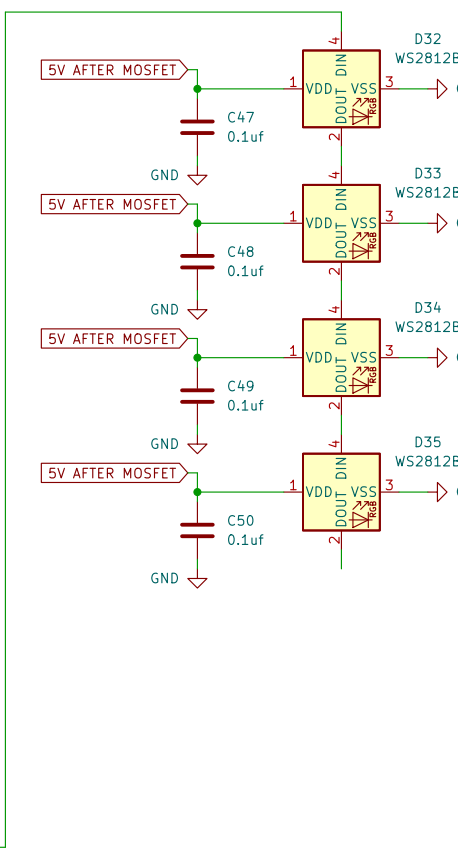 D32
WS2812B
4
DIN
5V AFTER MOSFET
1 VDD VSS 3
DOUT
RGB
2
C47
0.1uf
GND
D33
WS2812B
4
DIN
5V AFTER MOSFET
1 VDD VSS 3
DOUT
RGB
2
C48
0.1uf
GND
D34
WS2812B
4
DIN
5V AFTER MOSFET
1 VDD VSS 3
DOUT
RGB
2
C49
0.1uf
GND
D35
WS2812B
4
DIN
5V AFTER MOSFET
1 VDD VSS 3
DOUT
RGB
2
C50
0.1uf
GND